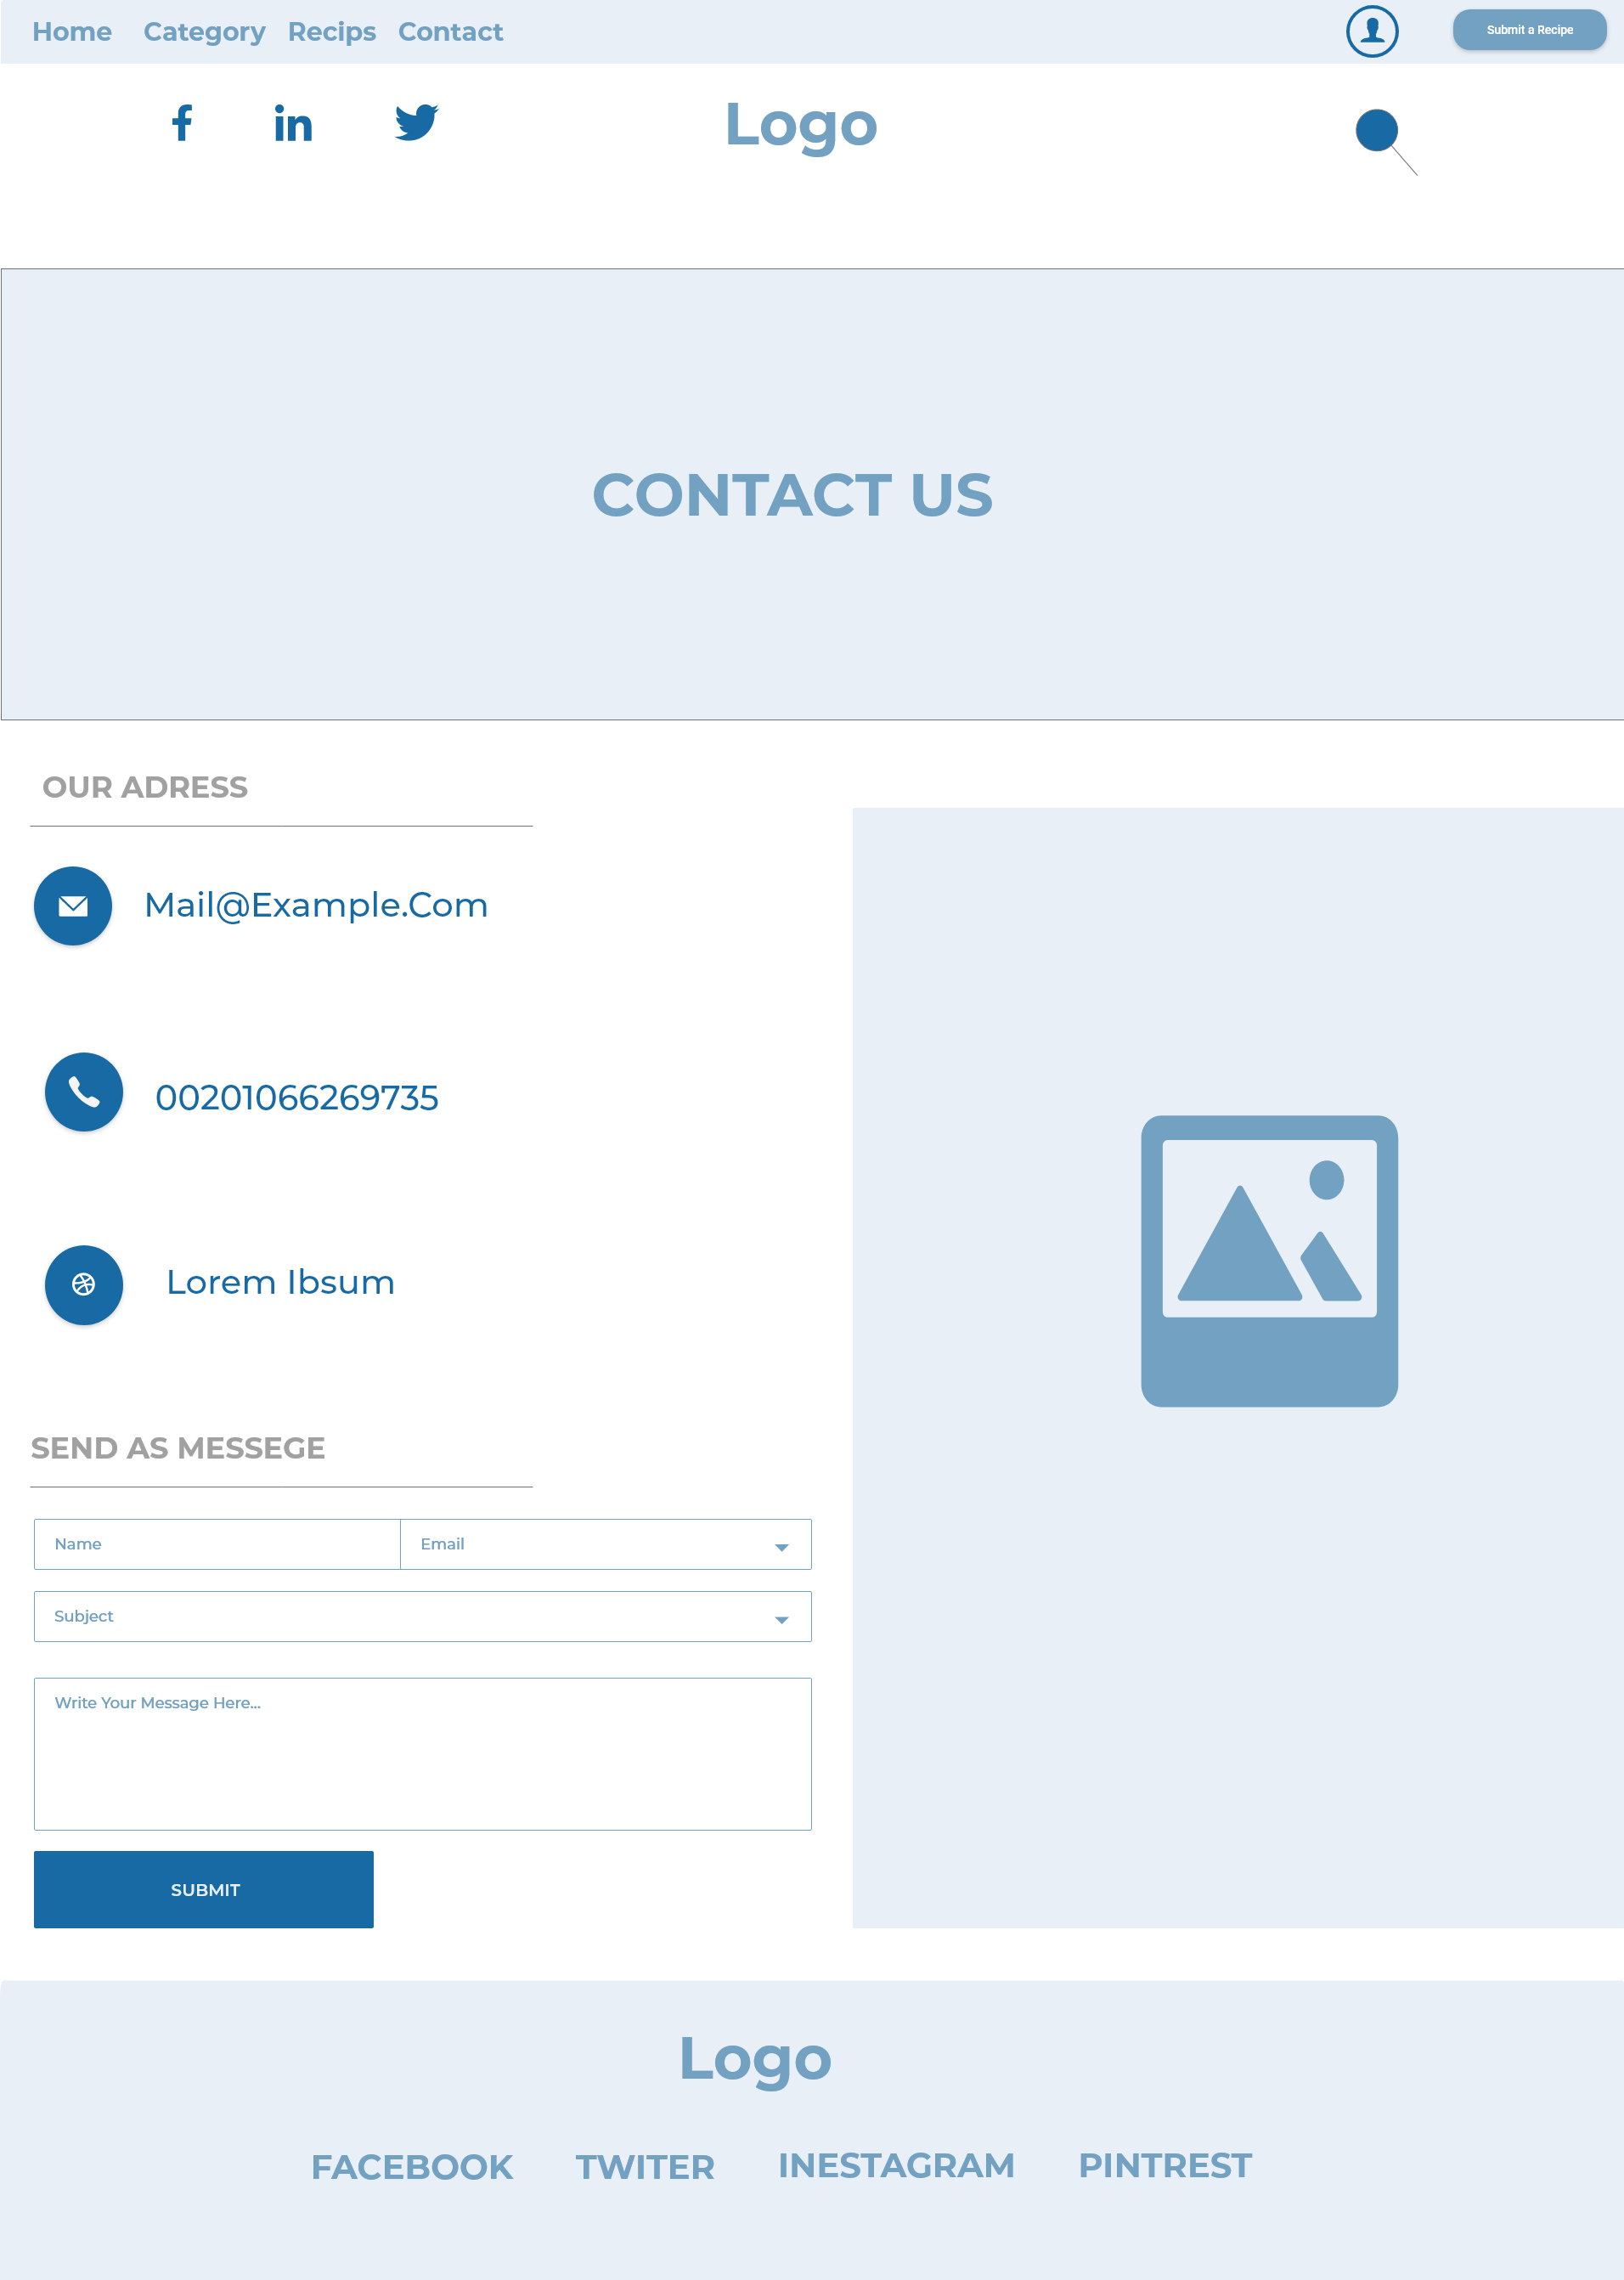 Home Category Recips Contact
Submit a Recipe
Logo
CONTACT US
OUR ADRESS
Mail@Example.Com
00201066269735
Lorem Ibsum
SEND AS MESSEGE
Name
Email
Subject
Write Your Message Here...
SUBMIT
Logo
FACEBOOK TWITER INESTAGRAM PINTREST